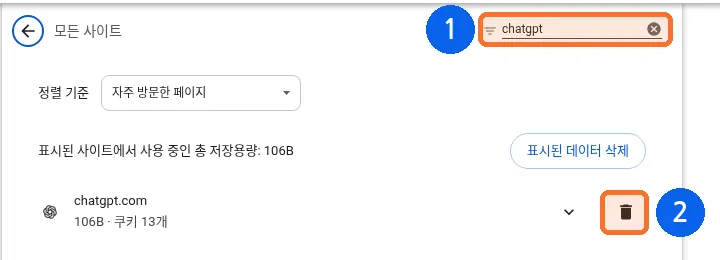 모든 사이트
1
chatgpt
정렬 기준
자주 방문한 페이지
표시된 사이트에서 사용 중인 총 저장용량: 106B
표시된 데이터 삭제
chatgpt.com
106B · 쿠키 13개
2